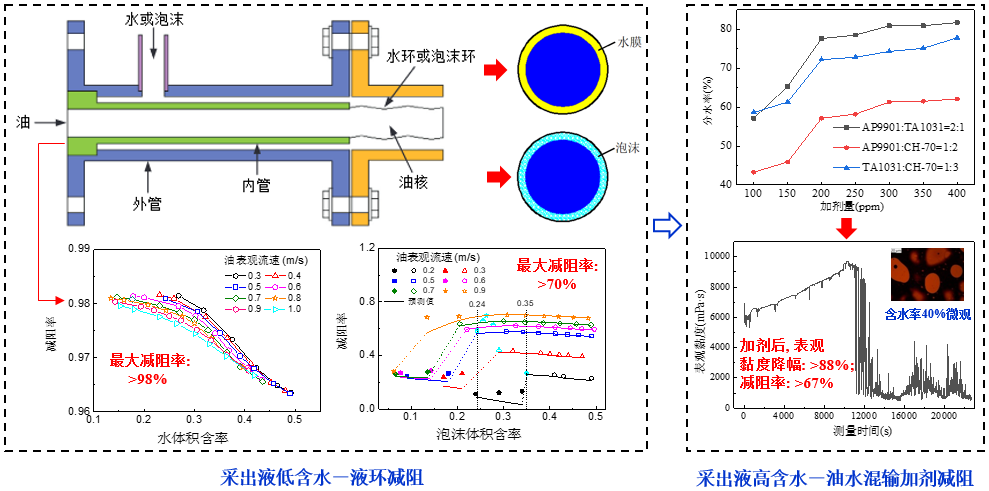 水或泡沫
水环或泡沫环
油
油核
内管
外管
水膜
泡沫
0.99
0.98
0.97
0.96
减阻率
油表观流速 (m/s)
0.3 0.4
0.5 0.6
0.7 0.8
0.9 1.0
最大减阻率:
>98%
0.1 0.2 0.3 0.4 0.5
水体积含率
1.2
0.8
0.4
0.0
减阻率
油表观流速 (m/s)
0.2 0.3
0.5 0.6
0.7 0.9
预测值
最大减阻率:
>70%
0.24 0.35
0.1 0.2 0.3 0.4 0.5
泡沫体积含率
采出液低含水—液环减阻
80
70
60
50
40
分水率(%)
AP9901:TA1031=2:1
AP9901:CH-70=1:2
TA1031:CH-70=1:3
100 150 200 250 300 350 400
加剂量(ppm)
10000
8000
6000
4000
2000
0
表观黏度(mPa·s)
含水率40%微观
加剂后, 表观
黏度降幅: >88%;
减阻率: >67%
0 4000 8000 12000 16000 20000
测量时间(s)
采出液高含水—油水混输加剂减阻